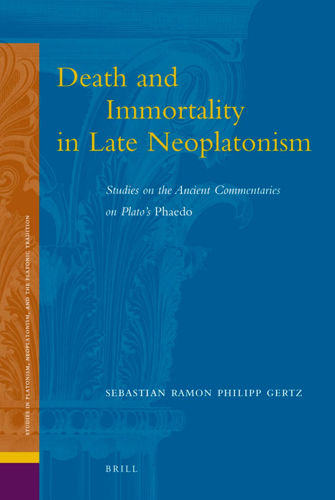 Death and
Immortality
in Late Neoplatonism
Studies on the Ancient Commentaries
on Plato's Phaedo
STUDIES IN PLATONISM, NEOPLATONISM, AND THE PLATONIC TRADITION
SEBASTIAN RAMON PHILIPP GERTZ
BRILL